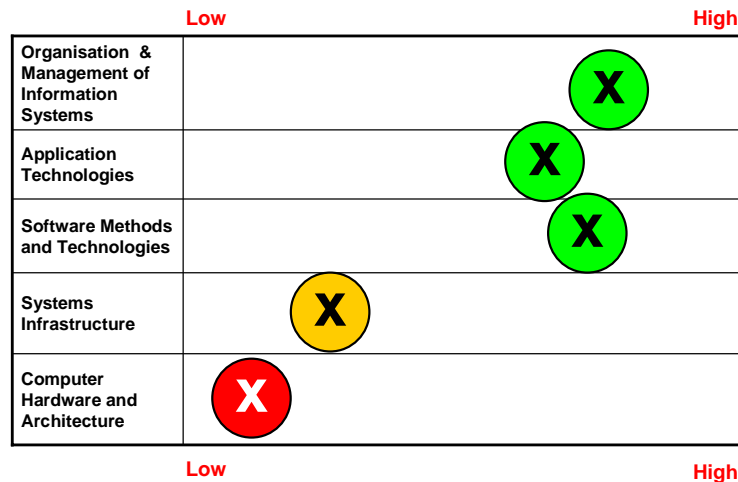 Low High
Organisation &
Management of
Information
Systems
X
Application
Technologies
X
Software Methods
and Technologies
X
Systems
Infrastructure
X
Computer
Hardware and
Architecture
X
Low High